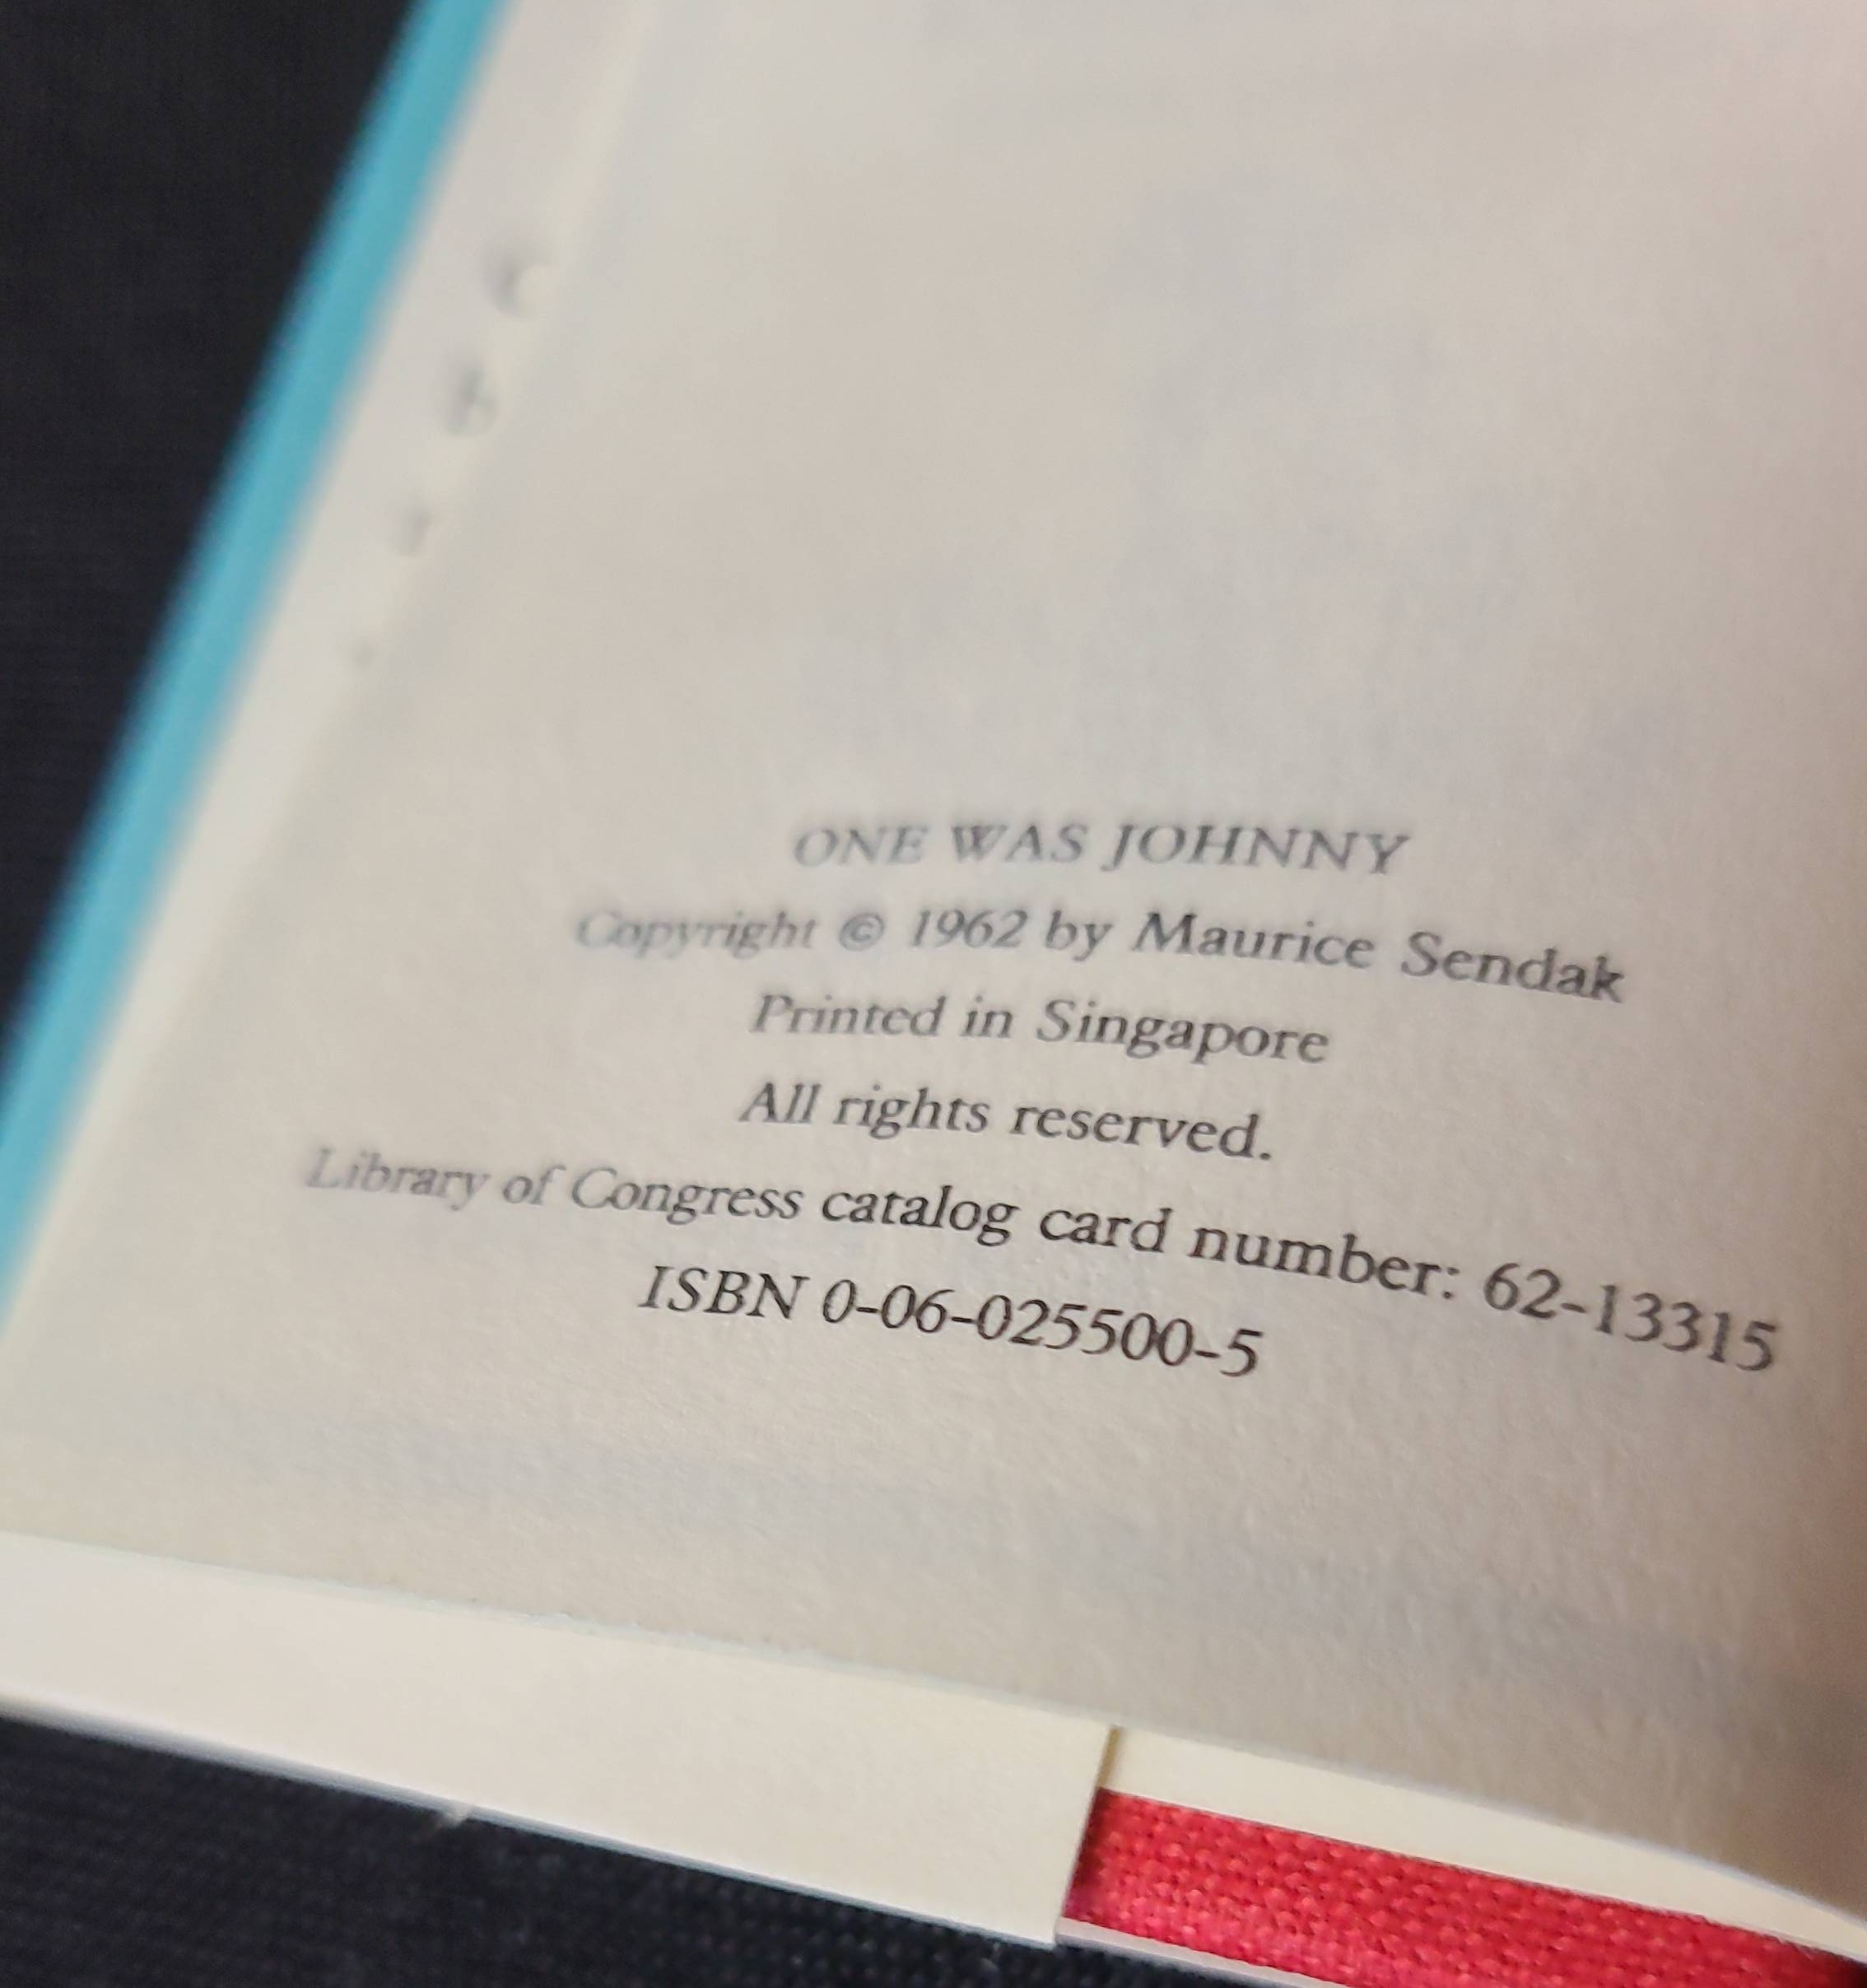 ONE WAS JOHNNY
Copyright © 1962 by Maurice Sendak
Printed in Singapore
All rights reserved.
Library of Congress catalog card number: 62-13315
ISBN 0-06-025500-5